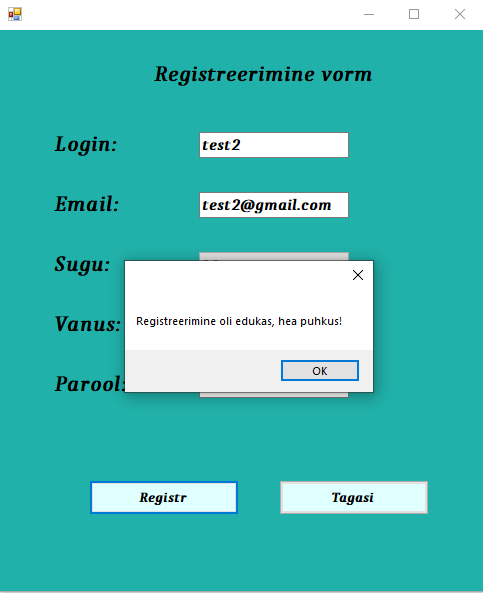 Registreerimine vorm
Login: test2
Email: test2@gmail.com
Sugu:
Registreerimine oli edukas, hea puhkus!
Vanus:
OK
Parool:
Registr Tagasi